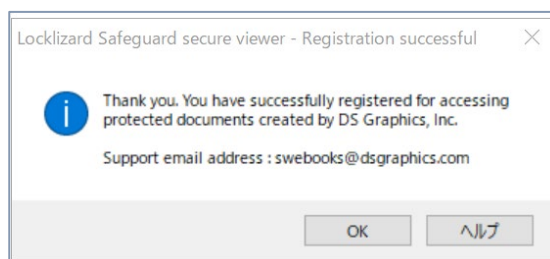 Locklizard Safeguard secure viewer - Registration successful
Thank you. You have successfully registered for accessing
protected documents created by DS Graphics, Inc.
Support email address : swebooks@dsgraphics.com
OK
ヘルプ